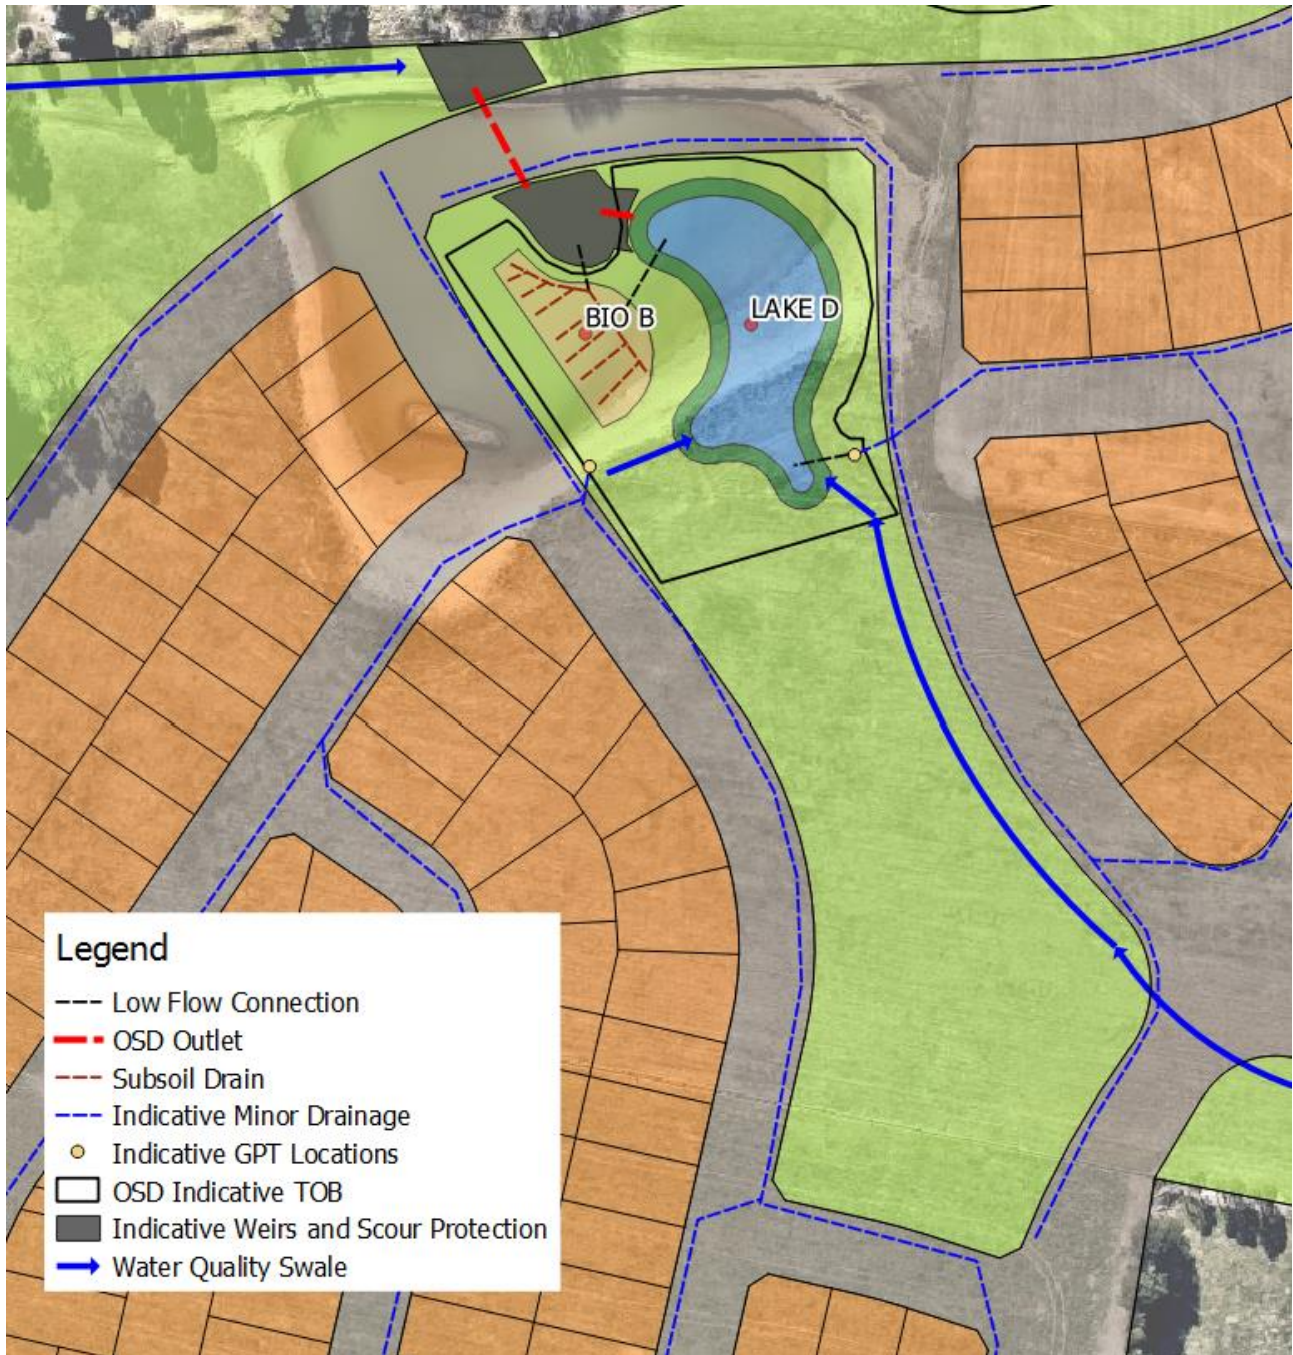 BIO B
LAKE D
Legend
Low Flow Connection
OSD Outlet
Subsoil Drain
Indicative Minor Drainage
Indicative GPT Locations
OSD Indicative TOB
Indicative Weirs and Scour Protection
Water Quality Swale